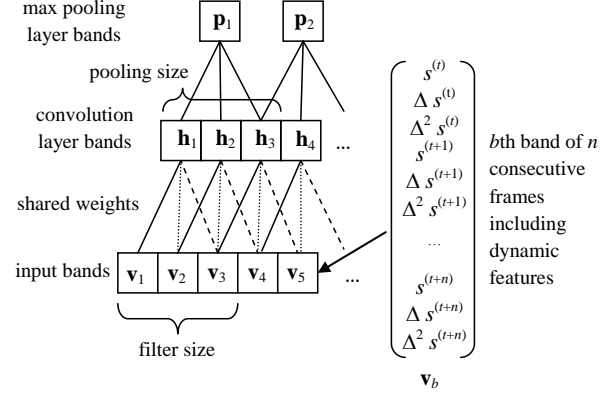 max pooling
layer bands
p₁ p₂
pooling size
convolution
layer bands
h₁ h₂ h₃ h₄ ...
shared weights
input bands
v₁ v₂ v₃ v₄ v₅ ...
filter size
s⁽ᵗ⁾
Δ s⁽ᵗ⁾
Δ² s⁽ᵗ⁾
s⁽ᵗ⁺¹⁾
Δ s⁽ᵗ⁺¹⁾
Δ² s⁽ᵗ⁺¹⁾
...
s⁽ᵗ⁺ⁿ⁾
Δ s⁽ᵗ⁺ⁿ⁾
Δ² s⁽ᵗ⁺ⁿ⁾
v_b
bth band of n
consecutive
frames
including
dynamic
features